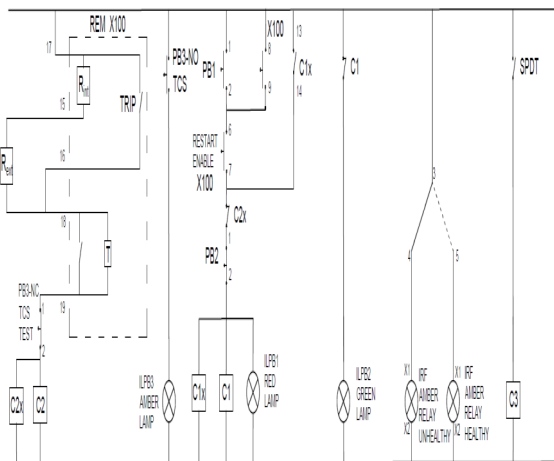 REM X100
17
Rint
TRIP
15
Rext
16
18
T
19
PB3-NC
TCS
TEST
1
2
C2x
C2
PB3-NO
TCS
ILPB3
AMBER
LAMP
PB1
1
2
X100
8
9
13
C1x
14
6
RESTART
ENABLE
7
X100
C2x
1
PB2
2
C1x
C1
ILPB1
RED
LAMP
C1
ILPB2
GREEN
LAMP
3
4
5
X1
IRF
AMBER
RELAY
UNHEALTHY
X2
X1
IRF
AMBER
RELAY
HEALTHY
X2
SPDT
C3